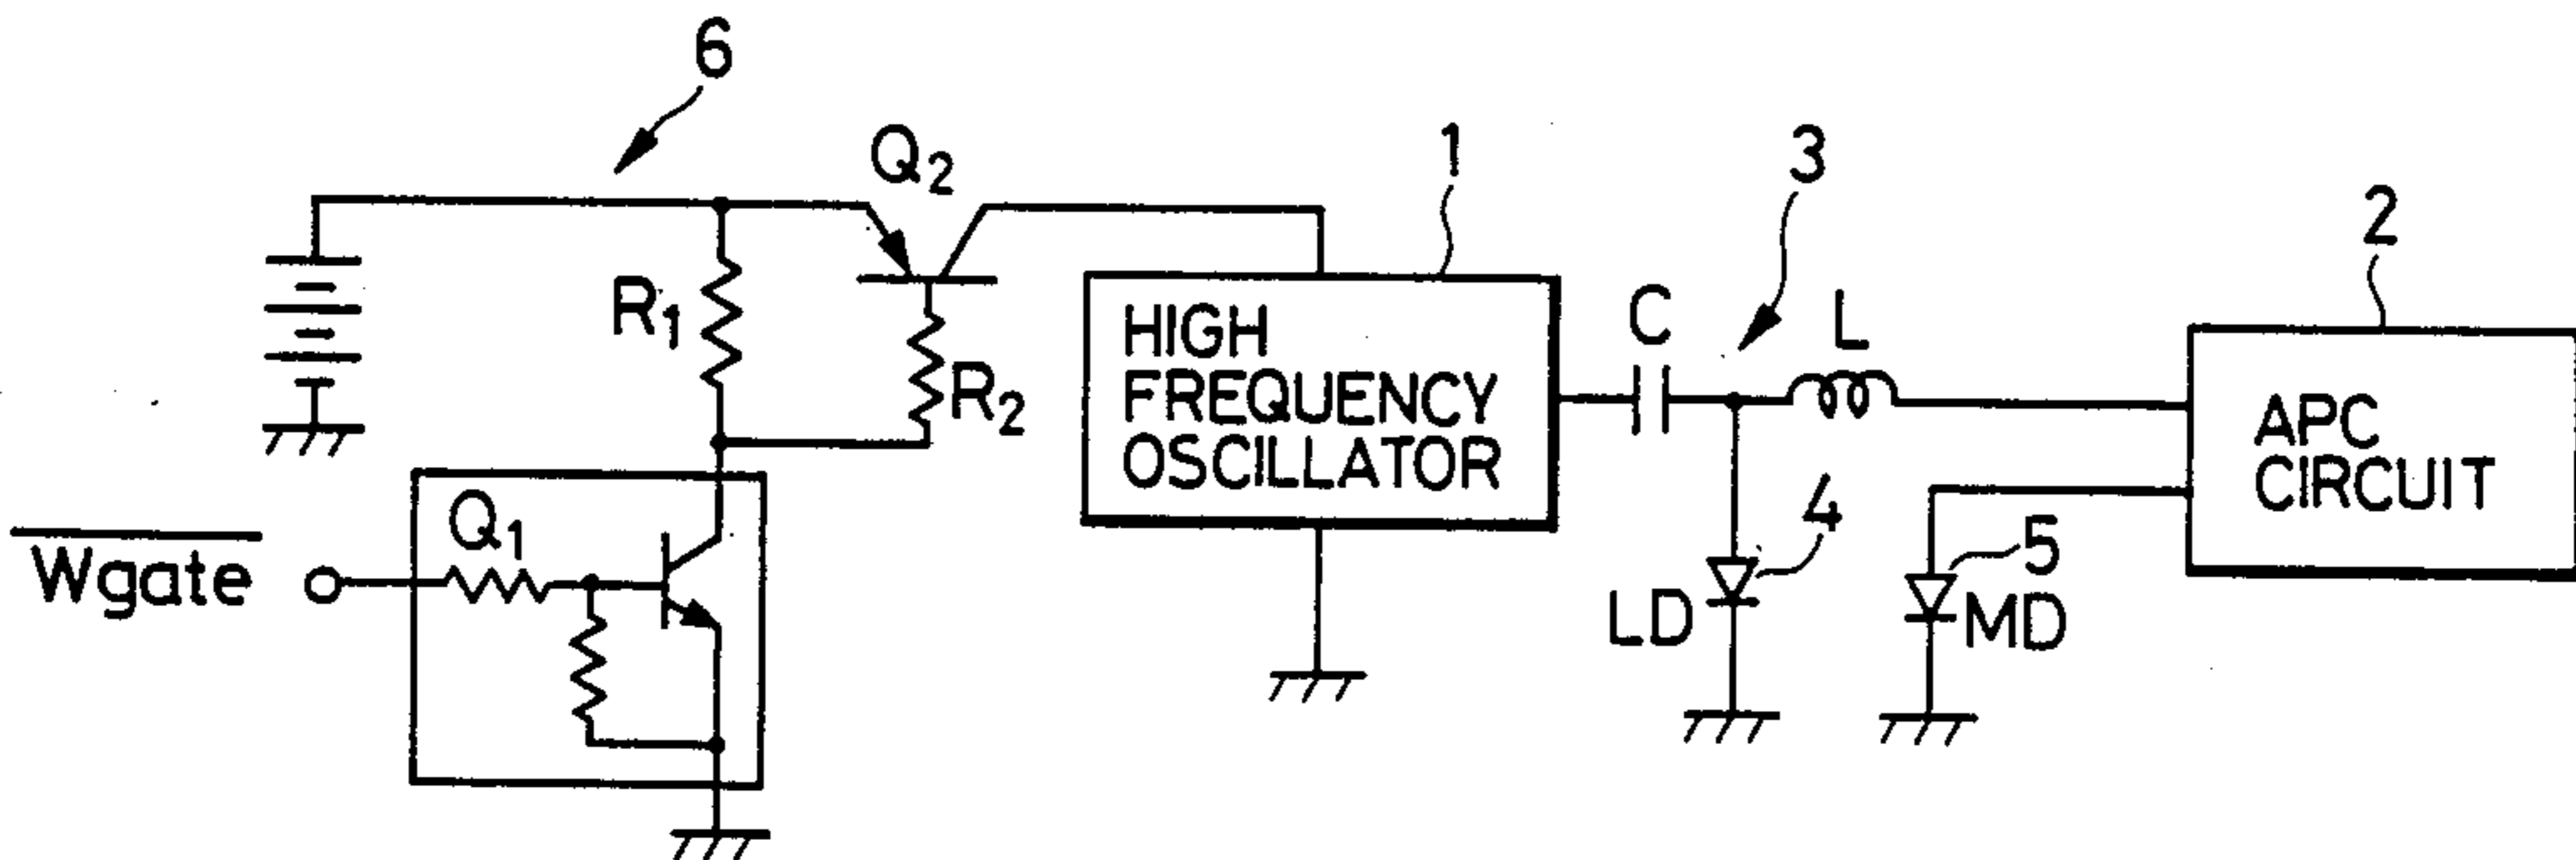 6
Q2
1
3
2
R1
R2
HIGH
FREQUENCY
OSCILLATOR
C
L
APC
CIRCUIT
Q1
Wgate
4
LD
5
MD